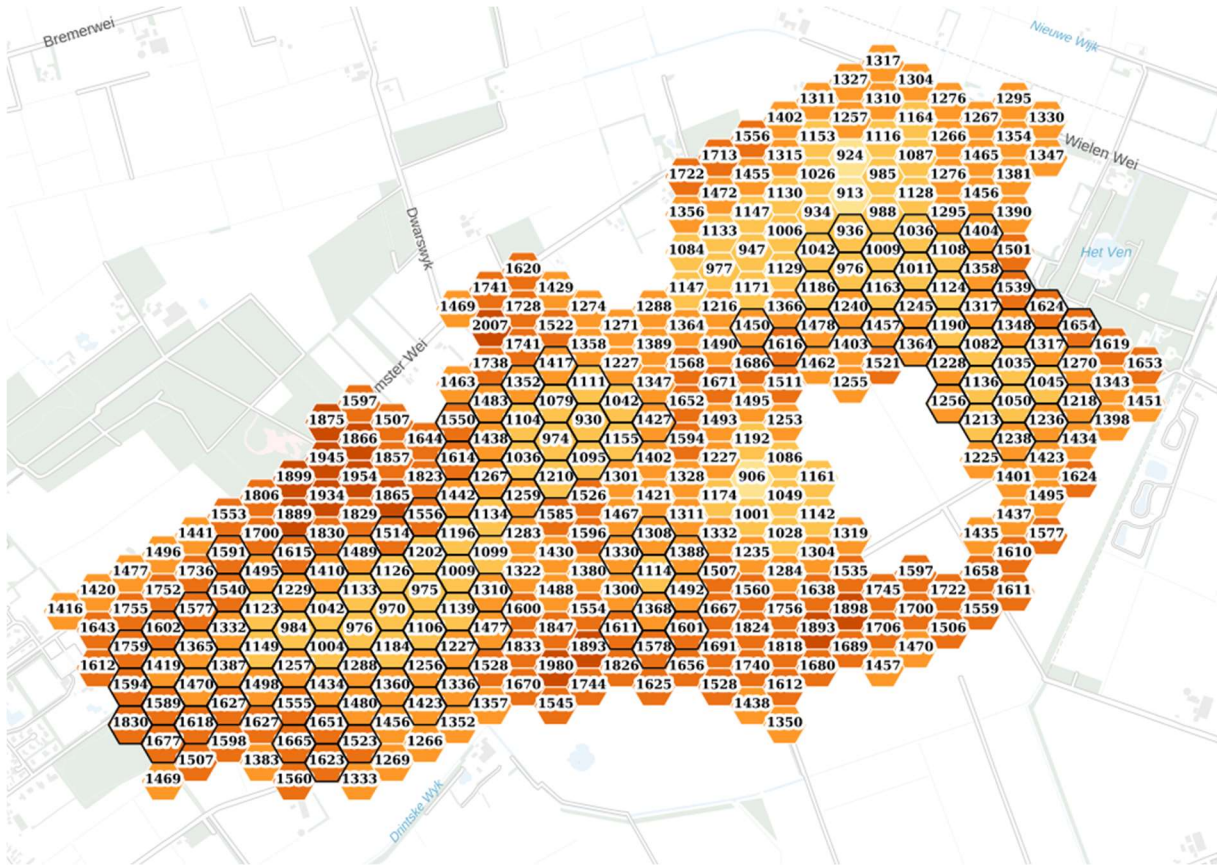 Bremerwei
Nieuwe Wijk
1317
1327 1304
1311 1310 1276 1295
1402 1257 1164 1267 1330
1556 1153 1116 1266 1354
Wielen Wei
1713 1315 924 1087 1465 1347
1722 1455 1026 985 1276 1381
1472 1130 913 1128 1456
1356 1147 934 988 1295 1390
Dwarswyk
1133 1006 936 1036 1404
1084 947 1042 1009 1108 1501
Het Ven
1620 977 1129 976 1011 1358
1741 1429 1147 1171 1186 1163 1124 1539
1469 1728 1274 1288 1216 1366 1240 1245 1317 1624
2007 1522 1271 1364 1450 1478 1457 1190 1348 1654
1741 1358 1389 1490 1616 1403 1364 1082 1317 1619
mster Wei
1738 1417 1227 1568 1686 1462 1521 1228 1035 1270 1653
1463 1352 1111 1347 1671 1511 1255 1136 1045 1343
1597 1483 1079 1042 1652 1495 1256 1050 1218 1451
1875 1507 1550 1104 930 1427 1493 1253 1213 1236 1398
1866 1644 1438 974 1155 1594 1192 1238 1434
1945 1857 1614 1036 1095 1402 1227 1086 1225 1423
1899 1954 1823 1267 1210 1301 1328 906 1161 1401 1624
1806 1934 1865 1442 1259 1526 1421 1174 1049 1495
1553 1889 1829 1556 1134 1585 1467 1311 1001 1142 1437
1441 1700 1830 1514 1196 1283 1596 1308 1332 1028 1319 1435 1577
1496 1591 1615 1489 1202 1099 1430 1330 1388 1235 1304 1610
1477 1736 1495 1410 1126 1009 1322 1380 1114 1507 1284 1535 1597 1658
1420 1752 1540 1229 1133 975 1310 1488 1300 1492 1560 1638 1745 1722 1611
1416 1755 1577 1123 1042 970 1139 1600 1554 1368 1667 1756 1898 1700 1559
1643 1602 1332 984 976 1106 1477 1847 1611 1601 1824 1893 1706 1506
1759 1365 1149 1004 1184 1227 1833 1893 1578 1691 1818 1689 1470
1612 1419 1387 1257 1288 1256 1528 1980 1826 1656 1740 1680 1457
1594 1470 1498 1434 1360 1336 1670 1744 1625 1528 1612
1589 1627 1555 1480 1423 1357 1545 1438
1830 1618 1627 1651 1456 1352 1350
1677 1598 1665 1523 1266
1507 1383 1623 1269
1469 1560 1333
Drintske Wyk